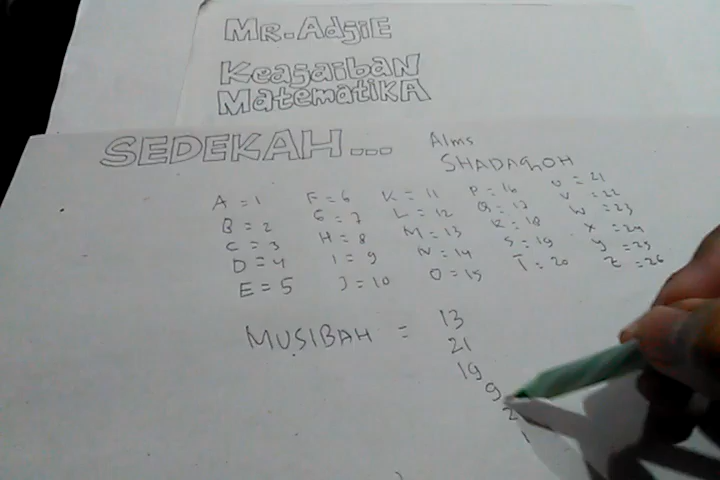 MR. AdjiE
KEajaiban
MatematiKA
SEDEKAH...
Alms
SHADAQOH
A = 1 F = 6 K = 11 P = 16 U = 21
B = 2 G = 7 L = 12 Q = 17 V = 22
C = 3 H = 8 M = 13 R = 18 W = 23
D = 4 I = 9 N = 14 S = 19 X = 24
E = 5 J = 10 O = 15 T = 20 Y = 25
Z = 26
MUSIBAH = 13
21
19
9
2
1